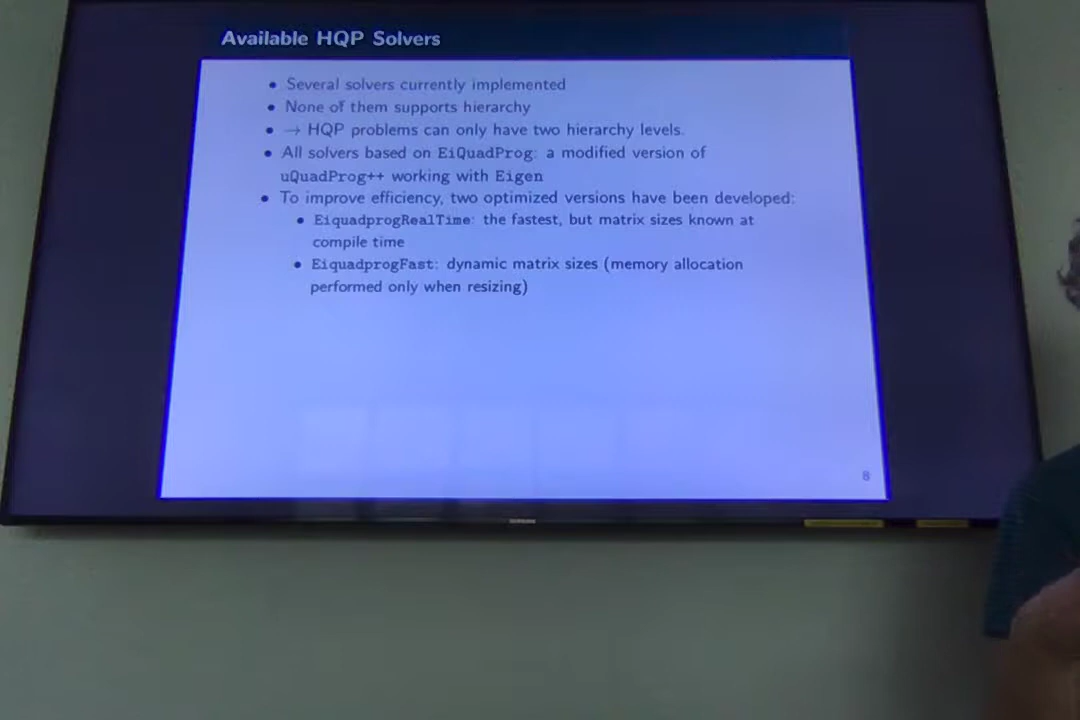 Available HQP Solvers
• Several solvers currently implemented
• None of them supports hierarchy
• → HQP problems can only have two hierarchy levels.
• All solvers based on EiQuadProg: a modified version of
uQuadProg++ working with Eigen
• To improve efficiency, two optimized versions have been developed:
• EiquadprogRealTime: the fastest, but matrix sizes known at
compile time
• EiquadprogFast: dynamic matrix sizes (memory allocation
performed only when resizing)
8
SAMSUNG